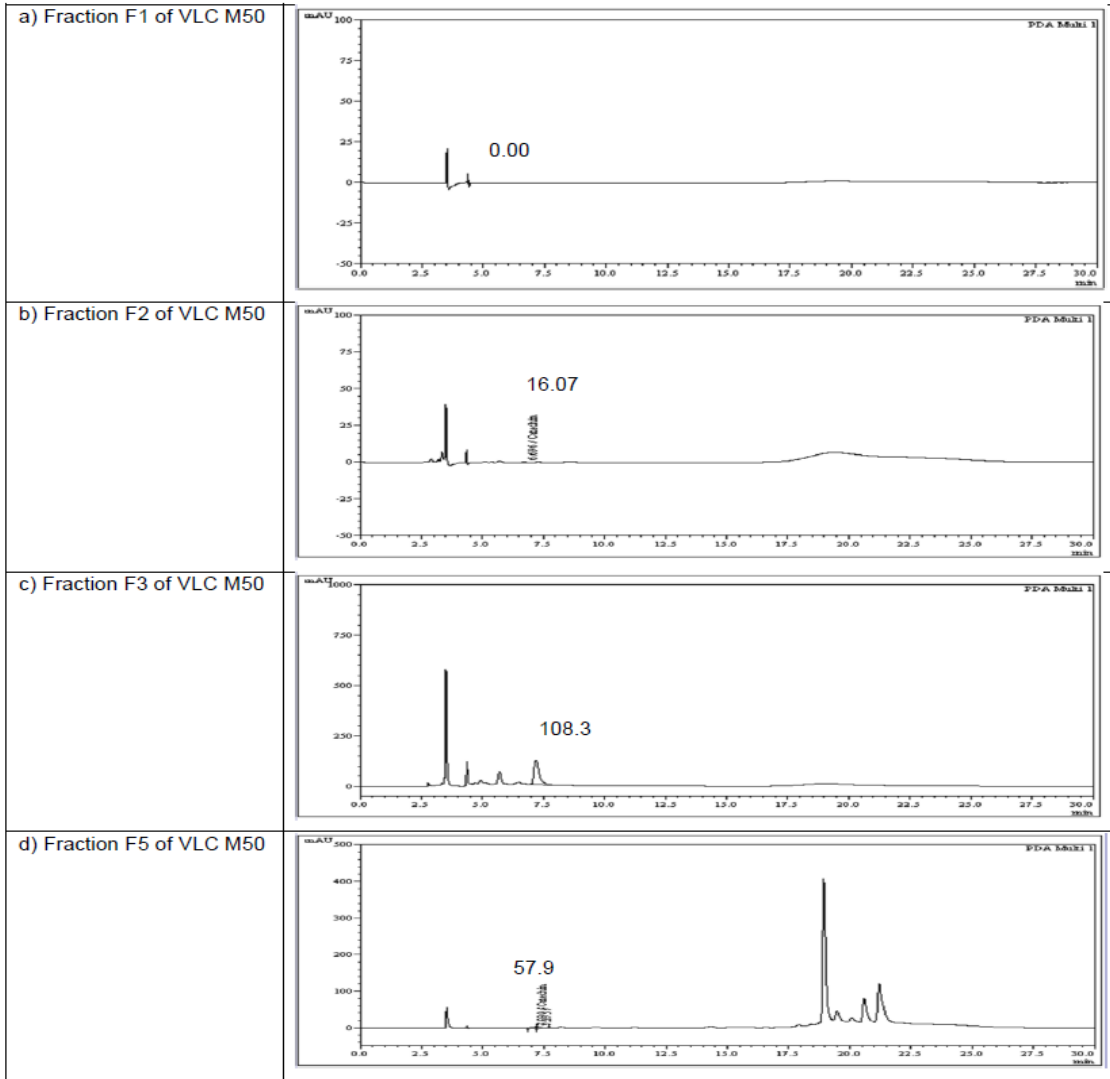 a) Fraction F1 of VLC M50
mAU
PDA Multi 1
100
75
50
25
0
-25
-50
0.00
0.0 2.5 5.0 7.5 10.0 12.5 15.0 17.5 20.0 22.5 25.0 27.5 30.0
min
b) Fraction F2 of VLC M50
mAU
PDA Multi 1
100
75
50
25
0
-25
-50
16.07
0.0 2.5 5.0 7.5 10.0 12.5 15.0 17.5 20.0 22.5 25.0 27.5 30.0
min
c) Fraction F3 of VLC M50
mAU
PDA Multi 1
1000
750
500
250
0
108.3
0.0 2.5 5.0 7.5 10.0 12.5 15.0 17.5 20.0 22.5 25.0 27.5 30.0
min
d) Fraction F5 of VLC M50
mAU
PDA Multi 1
500
400
300
200
100
0
57.9
0.0 2.5 5.0 7.5 10.0 12.5 15.0 17.5 20.0 22.5 25.0 27.5 30.0
min